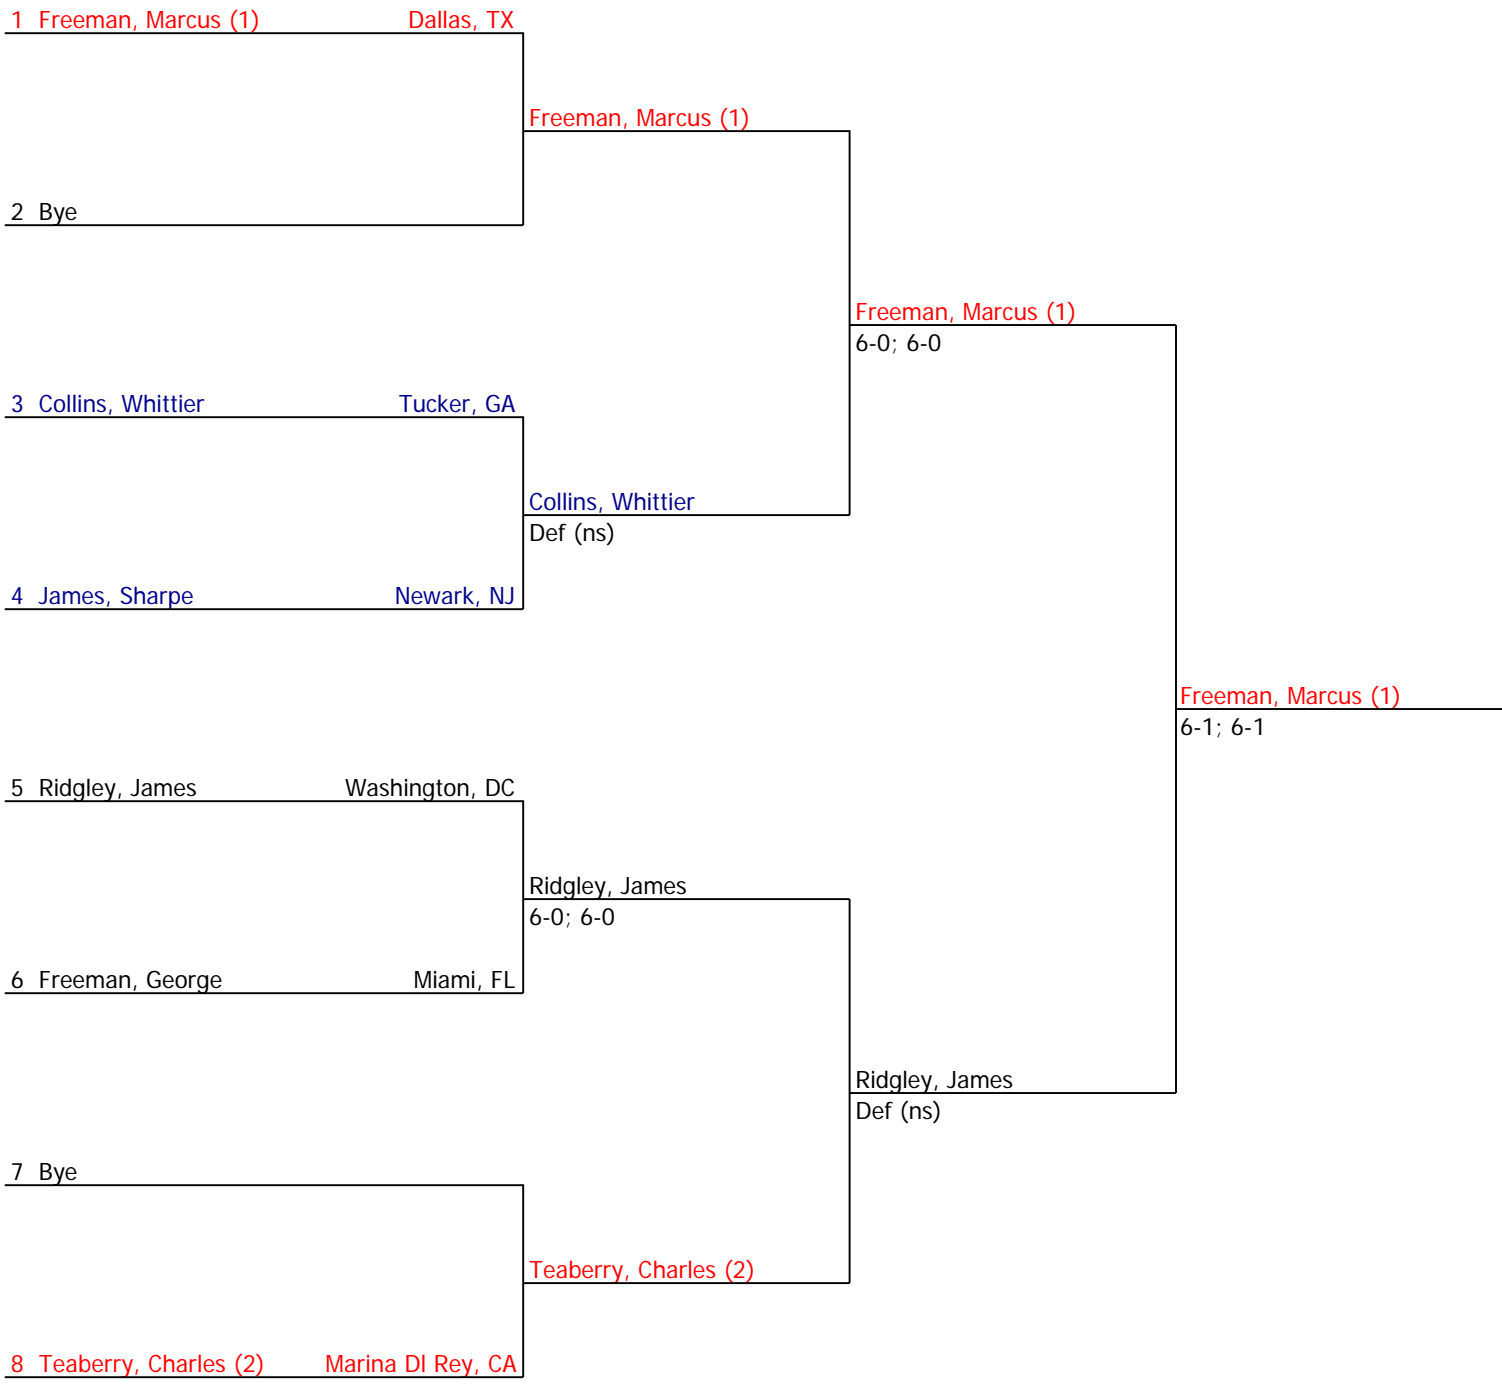 1 Freeman, Marcus (1) Dallas, TX
Freeman, Marcus (1)
2 Bye
Freeman, Marcus (1)
6-0; 6-0
3 Collins, Whittier Tucker, GA
Collins, Whittier
Def (ns)
4 James, Sharpe Newark, NJ
Freeman, Marcus (1)
6-1; 6-1
5 Ridgley, James Washington, DC
Ridgley, James
6-0; 6-0
6 Freeman, George Miami, FL
Ridgley, James
Def (ns)
7 Bye
Teaberry, Charles (2)
8 Teaberry, Charles (2) Marina Dl Rey, CA